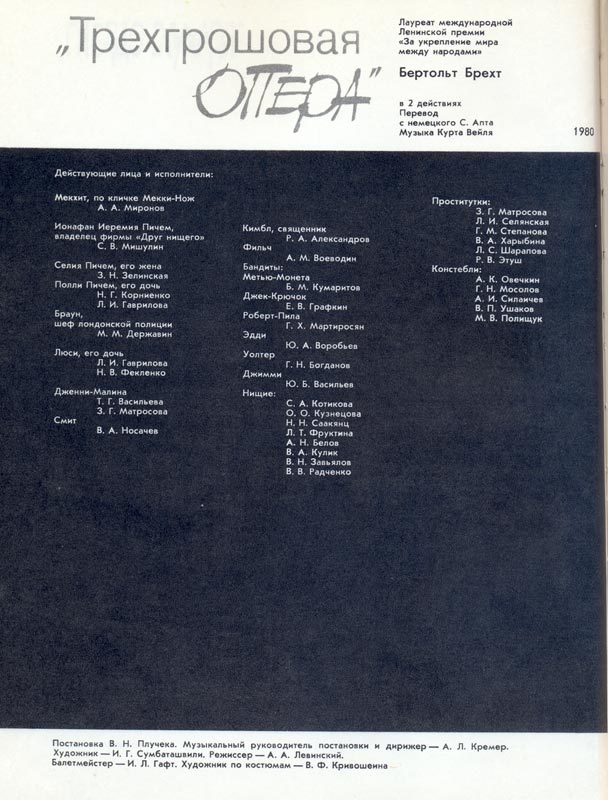 „Трехгрошовая
ОПЕРА"
Лауреат международной
Ленинской премии
«За укрепление мира
между народами»
Бертольт Брехт
в 2 действиях
Перевод
с немецкого С. Апта
Музыка Курта Вейля
1980
Действующие лица и исполнители:
Мекхит, по кличке Мекки-Нож
А. А. Миронов
Ионафан Иеремия Пичем,
владелец фирмы «Друг нищего»
С. В. Мишулин
Селия Пичем, его жена
З. Н. Зелинская
Полли Пичем, его дочь
Н. Г. Корниенко
Л. И. Гаврилова
Браун,
шеф лондонской полиции
М. М. Державин
Люси, его дочь
Л. И. Гаврилова
Н. В. Фекленко
Дженни-Малина
Т. Г. Васильева
З. Г. Матросова
Смит
В. А. Носачев
Кимбл, священник
Р. А. Александров
Фильч
А. М. Воеводин
Бандиты:
Метью-Монета
Б. М. Кумаритов
Джек-Крючок
Е. В. Графкин
Роберт-Пила
Г. Х. Мартиросян
Эдди
Ю. А. Воробьев
Уолтер
Г. Н. Богданов
Джимми
Ю. Б. Васильев
Нищие:
С. А. Котикова
О. О. Кузнецова
Н. Н. Саакянц
Л. Т. Фруктина
А. Н. Белов
В. А. Кулик
В. Н. Завьялов
В. В. Радченко
Проститутки:
З. Г. Матросова
Л. И. Селянская
Г. М. Степанова
В. А. Харыбина
Л. С. Шарапова
Р. В. Этуш
Констебли:
А. К. Овечкин
Г. Н. Мосолов
А. И. Силаичев
В. П. Ушаков
М. В. Полищук
Постановка В. Н. Плучека. Музыкальный руководитель постановки и дирижер — А. Л. Кремер.
Художник — И. Г. Сумбаташвили. Режиссер — А. А. Левинский.
Балетмейстер — И. Л. Гафт. Художник по костюмам — В. Ф. Кривошеина